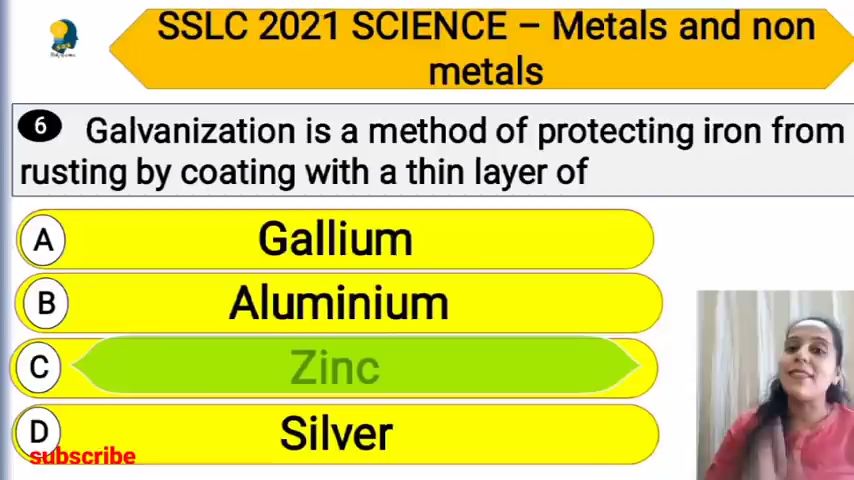 SSLC 2021 SCIENCE – Metals and non
metals
6 Galvanization is a method of protecting iron from
rusting by coating with a thin layer of
A Gallium
B Aluminium
C Zinc
D Silver
subscribe